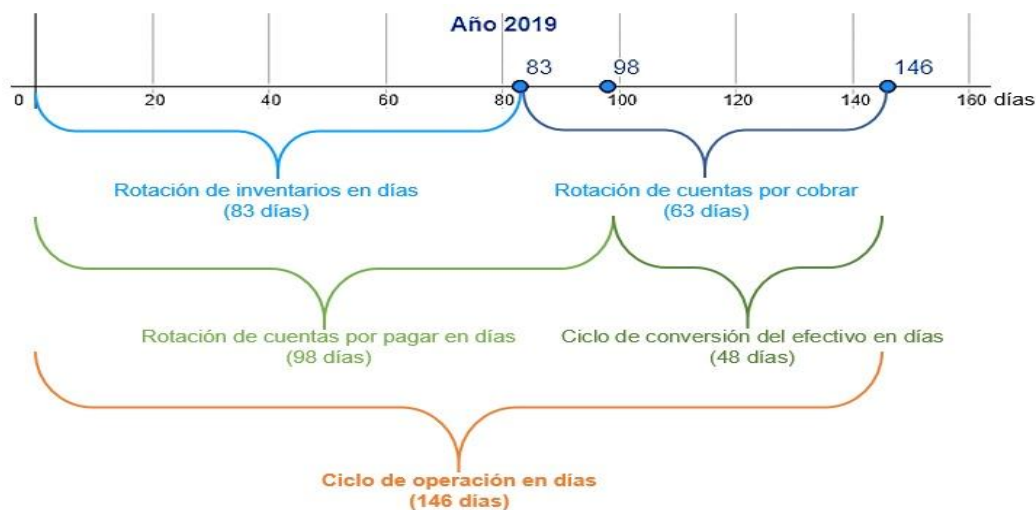 Año 2019
83 98 146
0 20 40 60 80 100 120 140 160 días
Rotación de inventarios en días
(83 días)
Rotación de cuentas por cobrar
(63 días)
Rotación de cuentas por pagar en días
(98 días)
Ciclo de conversión del efectivo en días
(48 días)
Ciclo de operación en días
(146 días)